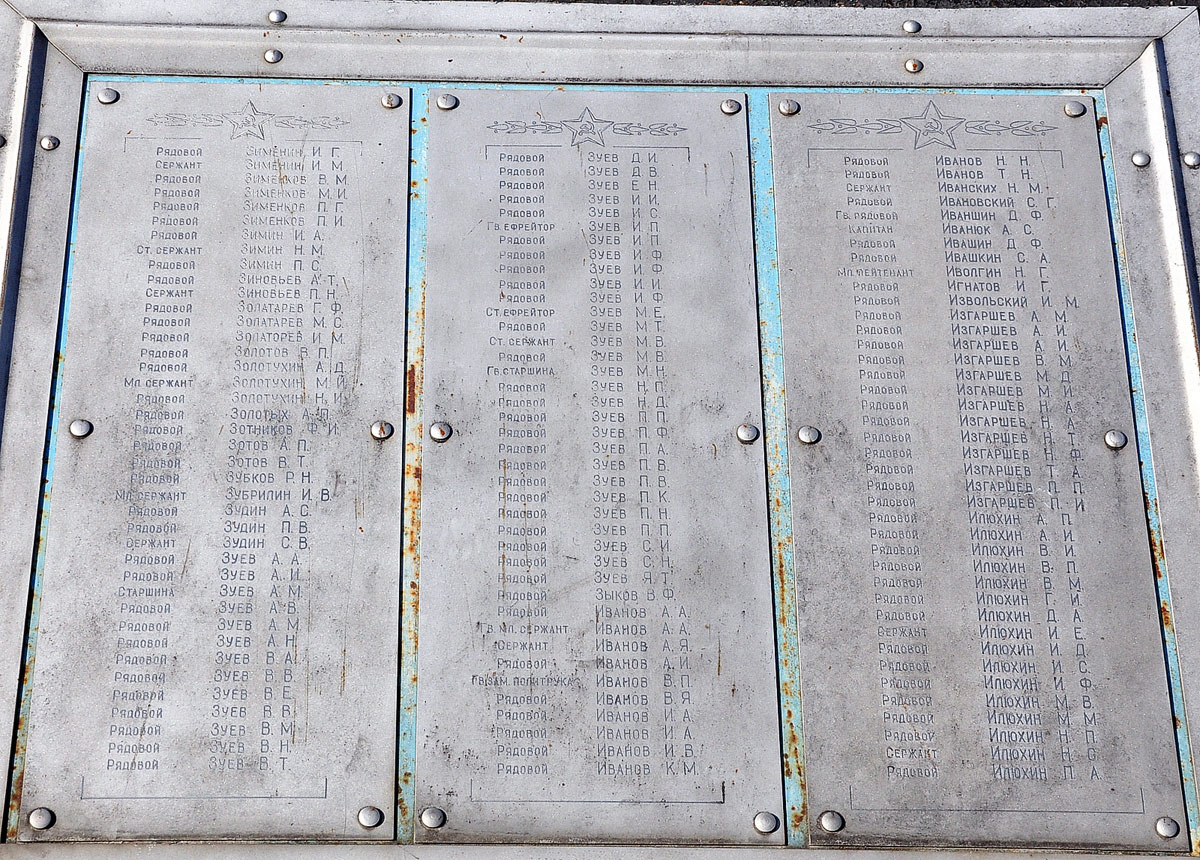 Рядовой Зименин И Г.
Сержант Зименин И М.
Рядовой Зименков В М.
Рядовой Зименков М. И.
Рядовой Зименков П. Г.
Рядовой Зименков П. И.
Рядовой Зимин И. А.
Ст. сержант Зимин Н. М.
Рядовой Зимин П. С.
Рядовой Зиновьев А. Т.
Сержант Зиновьев П. Н.
Рядовой Золатарев Г. Ф.
Рядовой Золатарев М. С.
Рядовой Золаторев И М.
Рядовой Золотов В. П.
Рядовой Золотухин А. Д.
Мл сержант Золотухин М. И.
Рядовой Золотухин Н. И.
Рядовой Золотых А. П.
Рядовой Зотников Ф. И.
Рядовой Зотов А. П.
Рядовой Зотов В. Т.
Рядовой Зубков Р. Н.
Мл сержант Зубрилин И. В.
Рядовой Зудин А. С.
Рядовой Зудин П. В.
Сержант Зудин С. В.
Рядовой Зуев А. А.
Рядовой Зуев А.
Старшина Зуев А. М.
Рядовой Зуев А. В.
Рядовой Зуев А. М.
Рядовой Зуев А. Н.
Рядовой Зуев В. А.
Рядовой Зуев В. В.
Рядовой Зуев В. Е.
Рядовой Зуев В.
Рядовой Зуев В. М.
Рядовой Зуев В. Н.
Рядовой Зуев В. Т.
Рядовой Зуев Д. И.
Рядовой Зуев Д. В.
Рядовой Зуев Е. Н.
Рядовой Зуев И. И.
Рядовой Зуев И. С.
Гв. ефрейтор Зуев И. П.
Рядовой Зуев И. П.
Рядовой Зуев И. Ф.
Рядовой Зуев И. Ф.
Рядовой Зуев И. И.
Рядовой Зуев И. Ф.
Ст. ефрейтор Зуев М. Е.
Рядовой Зуев М. Т.
Ст. сержант Зуев М. В.
Рядовой Зуев М. В.
Гв. старшина Зуев М. Н.
Рядовой Зуев Н. П.
Рядовой Зуев Н. Д.
Рядовой Зуев П. П.
Рядовой Зуев П. Ф.
Рядовой Зуев П. А.
Рядовой Зуев П. В.
Рядовой Зуев П. В.
Рядовой Зуев П. К.
Рядовой Зуев П. Н.
Рядовой Зуев П. П.
Рядовой Зуев С. И.
Рядовой Зуев С. Н.
Рядовой Зуев Я. Т.
Рядовой Зыков В. Ф.
Рядовой Иванов А. А.
Гв. мл. сержант Иванов А. А.
Сержант Иванов А. Я.
Рядовой Иванов А. И.
Гв. зам. политрука Иванов В. П.
Рядовой Иванов В. Я.
Рядовой Иванов И. А.
Рядовой Иванов И. А.
Рядовой Иванов И. В.
Рядовой Иванов К. М.
Рядовой Иванов Н. Н.
Рядовой Иванов Т. Н.
Сержант Иванских Н. М.
Рядовой Ивановский С. Г.
Гв. рядовой Иваншин Д. Ф.
Капитан Иванюк А. С.
Рядовой Ивашин Д. Ф.
Рядовой Ивашкин С. А.
Мл. лейтенант Иволгин Н. Г.
Рядовой Игнатов И Г.
Рядовой Извольский И. М.
Рядовой Изгаршев А. М.
Рядовой Изгаршев А. И.
Рядовой Изгаршев А. И.
Рядовой Изгаршев В. М.
Рядовой Изгаршев М. Д.
Рядовой Изгаршев М. И.
Рядовой Изгаршев Н. А.
Рядовой Изгаршев Н. А.
Рядовой Изгаршев Н. Т.
Рядовой Изгаршев Н. Ф.
Рядовой Изгаршев Т. А.
Рядовой Изгаршев П. П.
Рядовой Изгаршев П. И.
Рядовой Илюхин А. П.
Рядовой Илюхин А. И.
Рядовой Илюхин В. И.
Рядовой Илюхин В. П.
Рядовой Илюхин В. М.
Рядовой Илюхин Г. И.
Рядовой Илюхин Д. А.
Сержант Илюхин И. Е.
Рядовой Илюхин И. Д.
Рядовой Илюхин И. С.
Рядовой Илюхин И. Ф.
Рядовой Илюхин М. В.
Рядовой Илюхин М. М.
Рядовой Илюхин Н. П.
Сержант Илюхин Н. С.
Рядовой Илюхин П. А.